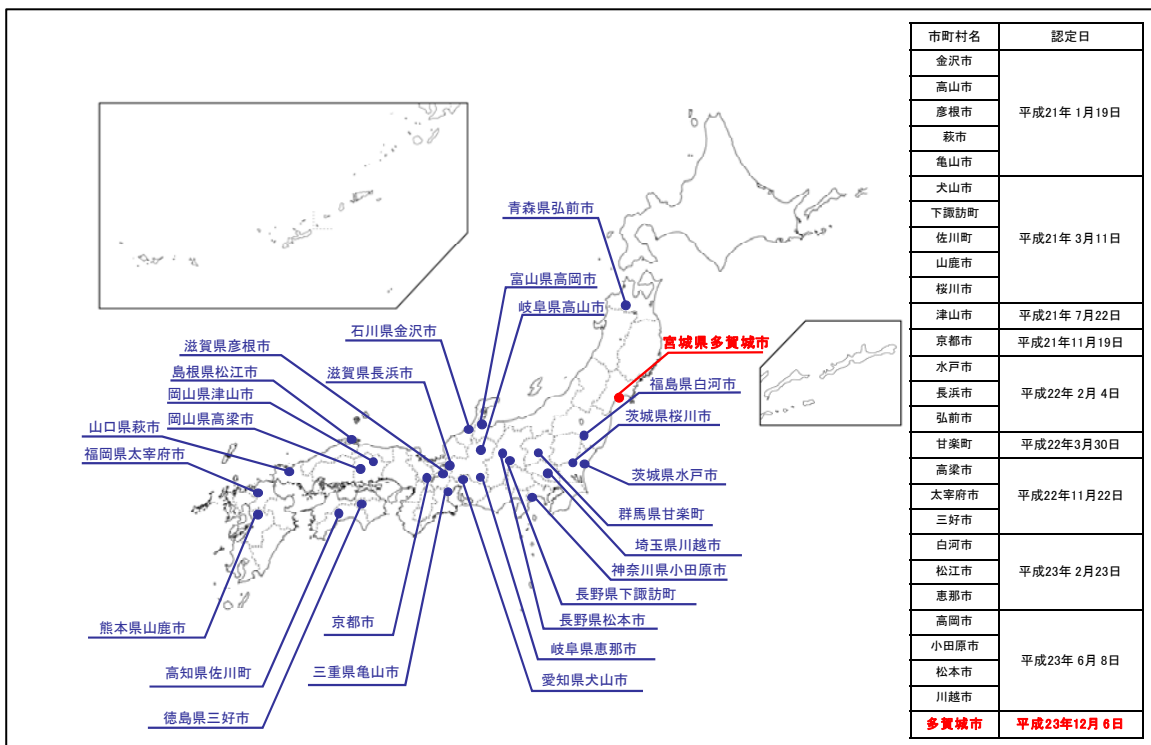 青森県弘前市
富山県高岡市
岐阜県高山市
石川県金沢市
宮城県多賀城市
滋賀県彦根市
島根県松江市
滋賀県長浜市
福島県白河市
岡山県津山市
茨城県桜川市
岡山県高梁市
山口県萩市
福岡県太宰府市
茨城県水戸市
群馬県甘楽町
埼玉県川越市
神奈川県小田原市
長野県下諏訪町
長野県松本市
熊本県山鹿市
京都市
岐阜県恵那市
高知県佐川町
三重県亀山市
愛知県犬山市
徳島県三好市
市町村名 認定日
金沢市
高山市
彦根市 平成21年 1月19日
萩市
亀山市
犬山市
下諏訪町
佐川町 平成21年 3月11日
山鹿市
桜川市
津山市 平成21年 7月22日
京都市 平成21年11月19日
水戸市
長浜市 平成22年 2月 4日
弘前市
甘楽町 平成22年3月30日
高梁市
太宰府市 平成22年11月22日
三好市
白河市
松江市 平成23年 2月23日
恵那市
高岡市
小田原市
平成23年 6月 8日
松本市
川越市
多賀城市 平成23年12月 6日